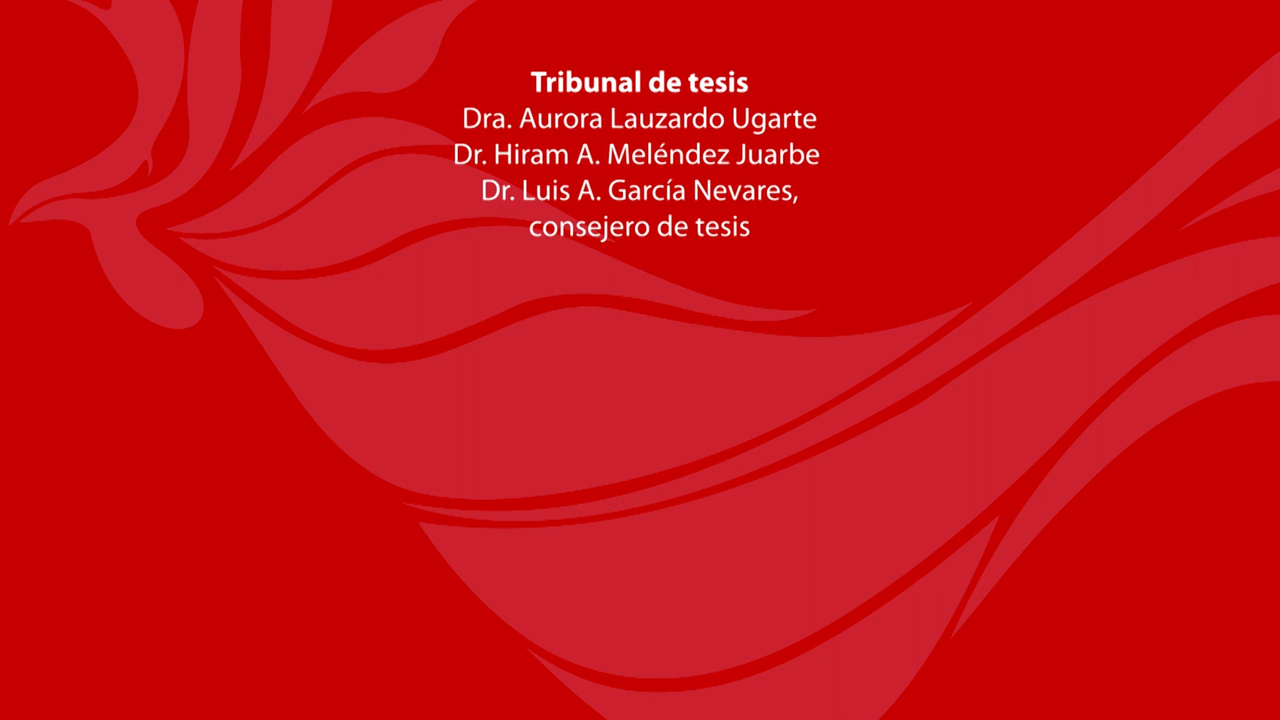 Tribunal de tesis
Dra. Aurora Lauzardo Ugarte
Dr. Hiram A. Meléndez Juarbe
Dr. Luis A. García Nevares,
consejero de tesis